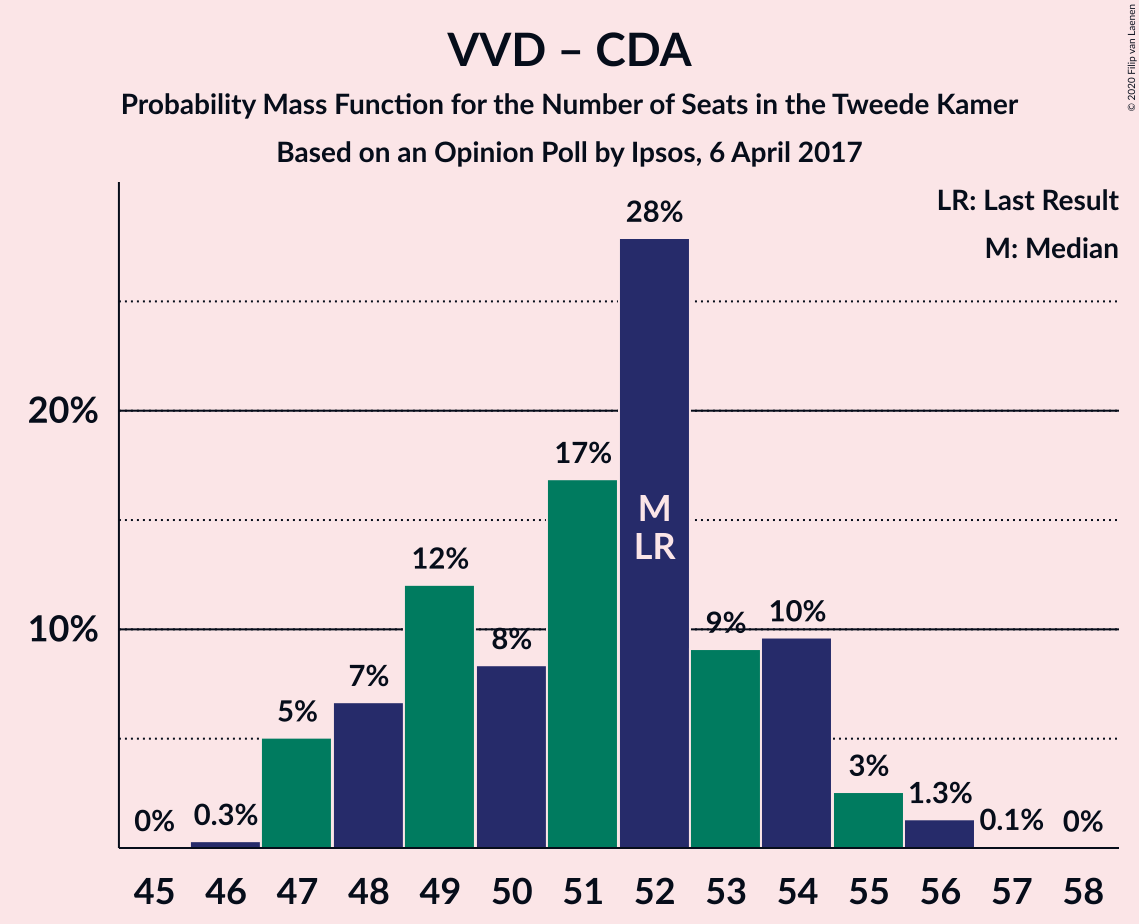 VVD – CDA
Probability Mass Function for the Number of Seats in the Tweede Kamer
Based on an Opinion Poll by Ipsos, 6 April 2017
© 2020 Filip van Laenen
LR: Last Result
M: Median
28%
20%
17%
M
LR
12%
10%
10%
9%
8%
7%
5%
3%
1.3%
0.3%
0.1%
0%
0%
45 46 47 48 49 50 51 52 53 54 55 56 57 58